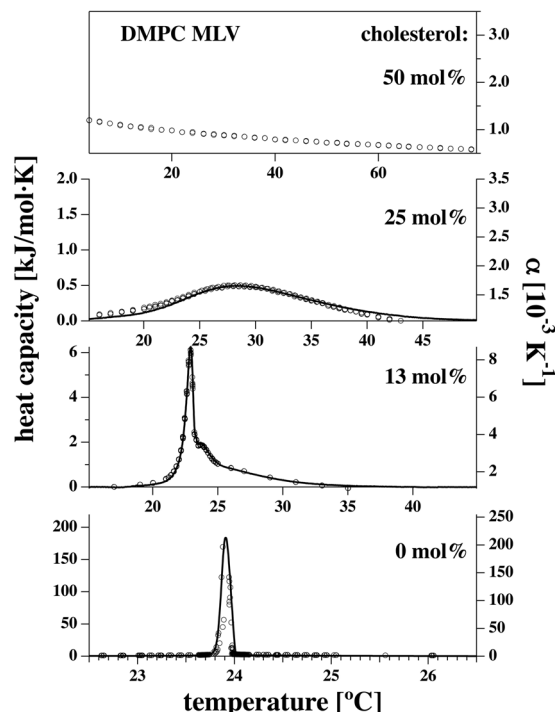 DMPC MLV cholesterol:
50 mol%
3.0
2.0
1.0
20 40 60
heat capacity [kJ/mol·K]
α [10⁻³ K⁻¹]
2.0
1.5
1.0
0.5
0.0
25 mol%
3.5
3.0
2.5
2.0
1.5
20 25 30 35 40 45
6
4
2
0
13 mol%
8
6
4
2
20 25 30 35 40
200
150
100
50
0
0 mol%
250
200
150
100
50
0
23 24 25 26
temperature [ºC]